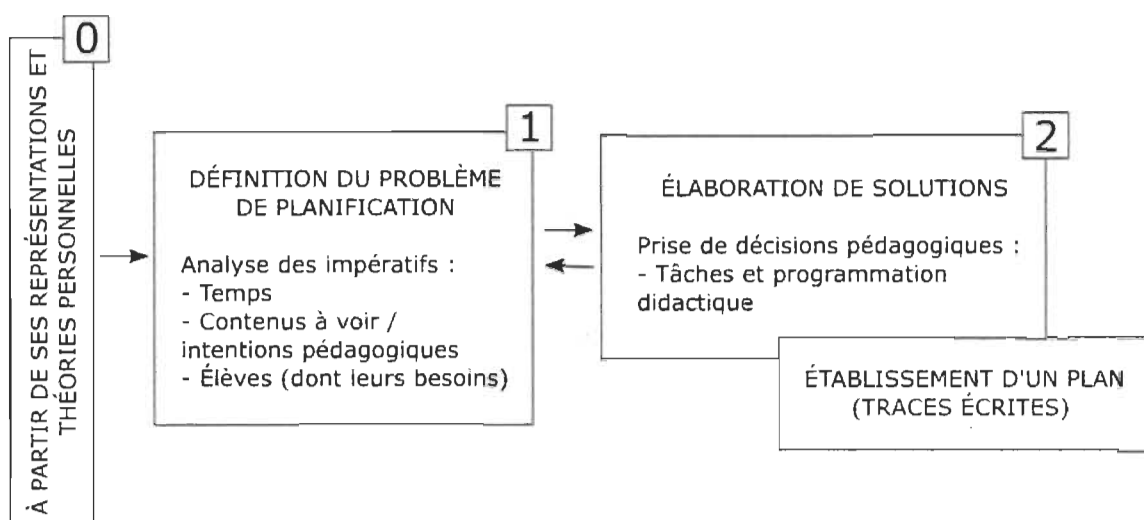 0
À PARTIR DE SES REPRÉSENTATIONS ET
THÉORIES PERSONNELLES
1
DÉFINITION DU PROBLÈME
DE PLANIFICATION
Analyse des impératifs :
- Temps
- Contenus à voir /
intentions pédagogiques
- Élèves (dont leurs besoins)
2
ÉLABORATION DE SOLUTIONS
Prise de décisions pédagogiques :
- Tâches et programmation
didactique
ÉTABLISSEMENT D'UN PLAN
(TRACES ÉCRITES)